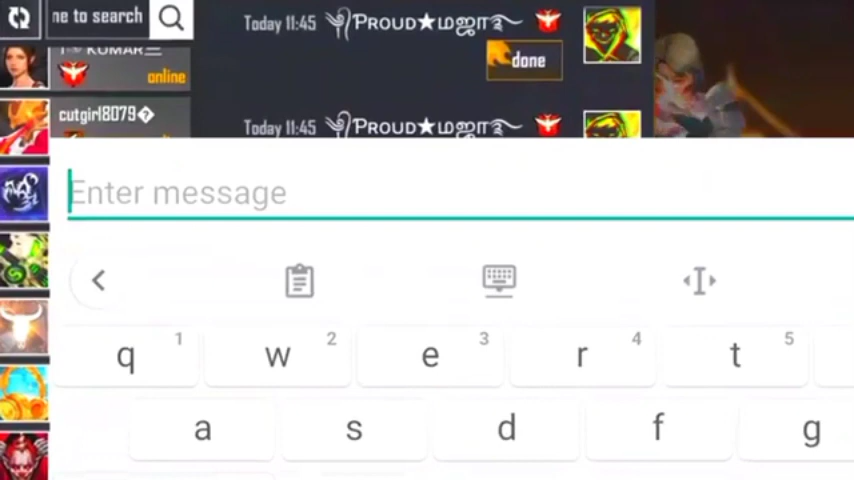 ne to search
Today 11:45 PROUD★மஜா
KUMAR
done
online
cutgirl8079
Today 11:45 PROUD★மஜா
Enter message
q 1 w 2 e 3 r 4 t 5
a s d f g